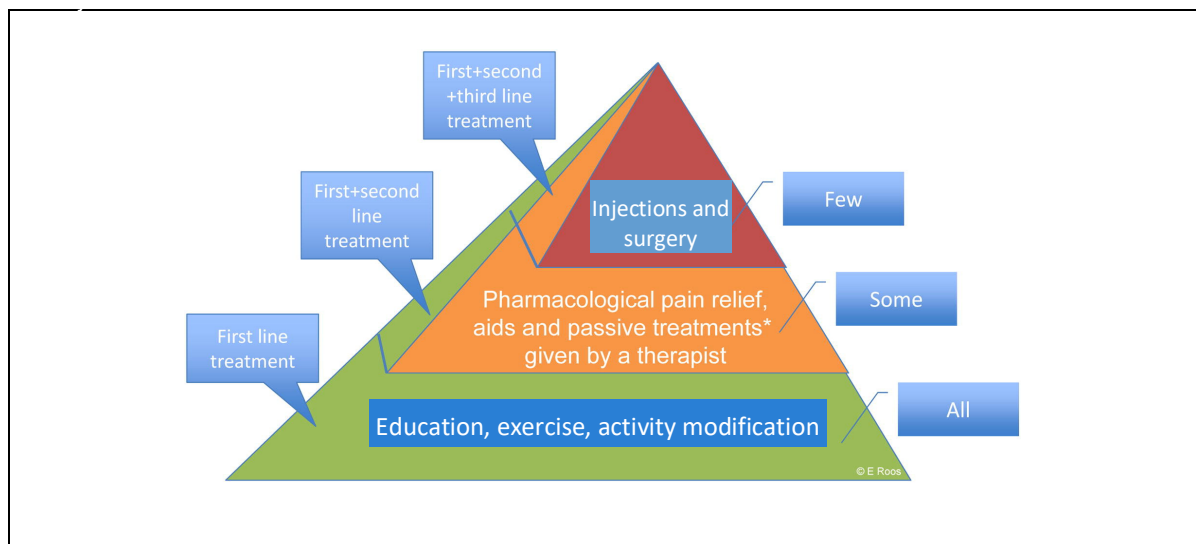 First+second
+third line
treatment
First+second
line
treatment
First line
treatment
Injections and
surgery
Few
Pharmacological pain relief,
aids and passive treatments*
given by a therapist
Some
Education, exercise, activity modification
All
© E Roos